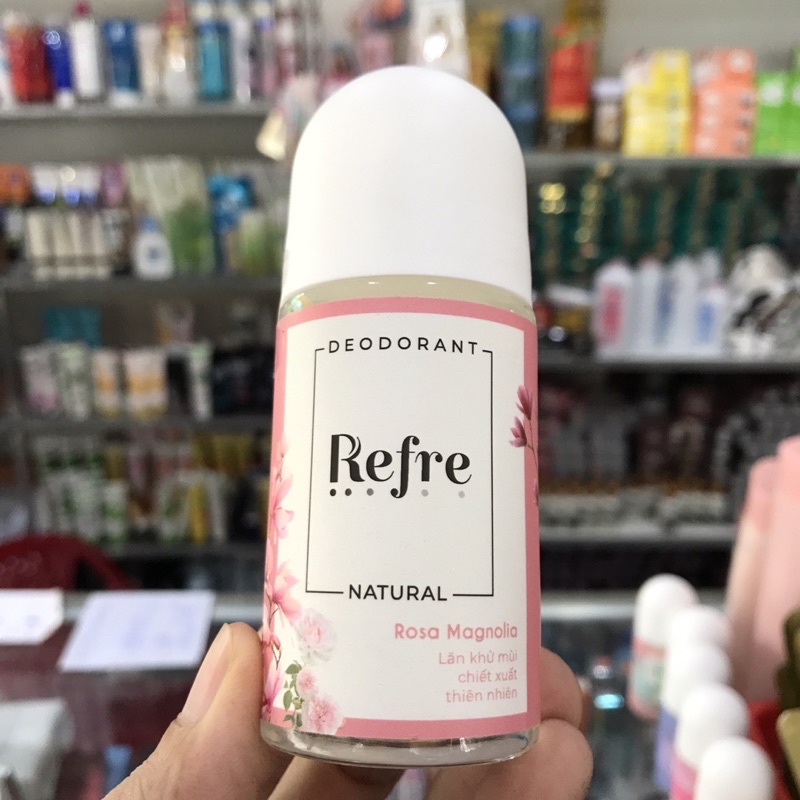 DEODORANT
Refre
NATURAL
Rosa Magnolia
Lăn khử mùi
chiết xuất
thiên nhiên